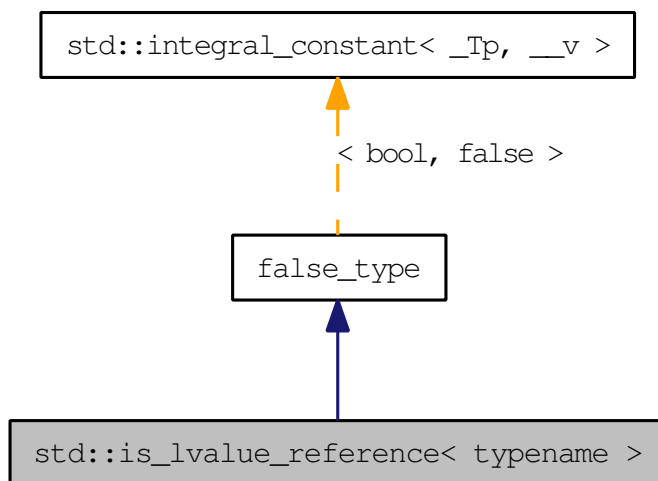 std::integral_constant< _Tp, __v >
< bool, false >
false_type
std::is_lvalue_reference< typename >